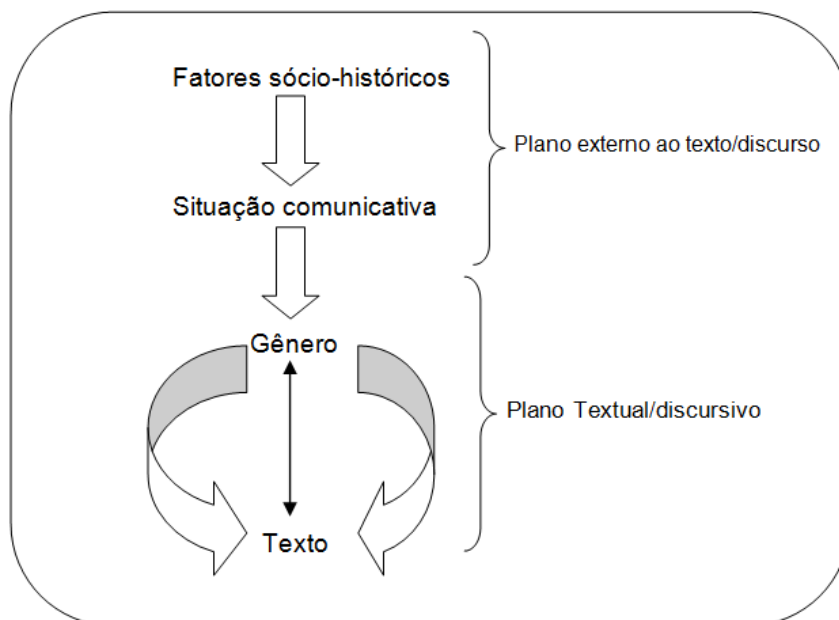 Fatores sócio-históricos
Plano externo ao texto/discurso
Situação comunicativa
Gênero
Plano Textual/discursivo
Texto